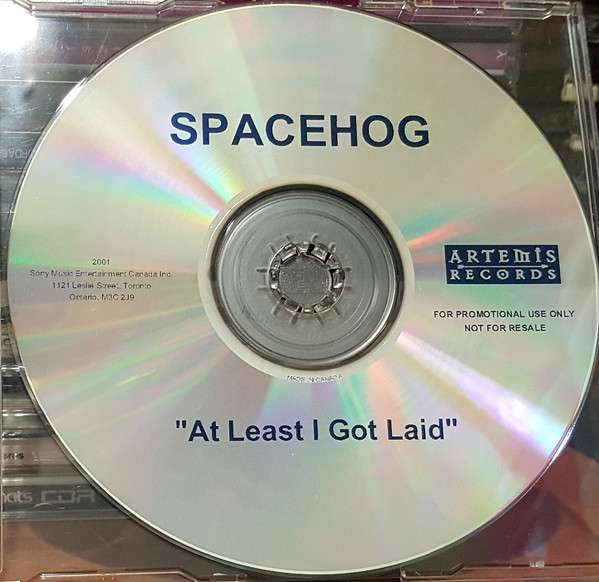 SPACEHOG
2001
Sony Music Entertainment Canada Inc.
1121 Leslie Street, Toronto
Ontario, M3C 2J9
ARTEMIS
RECORDS
FOR PROMOTIONAL USE ONLY
NOT FOR RESALE
MADE IN CANADA
"At Least I Got Laid"